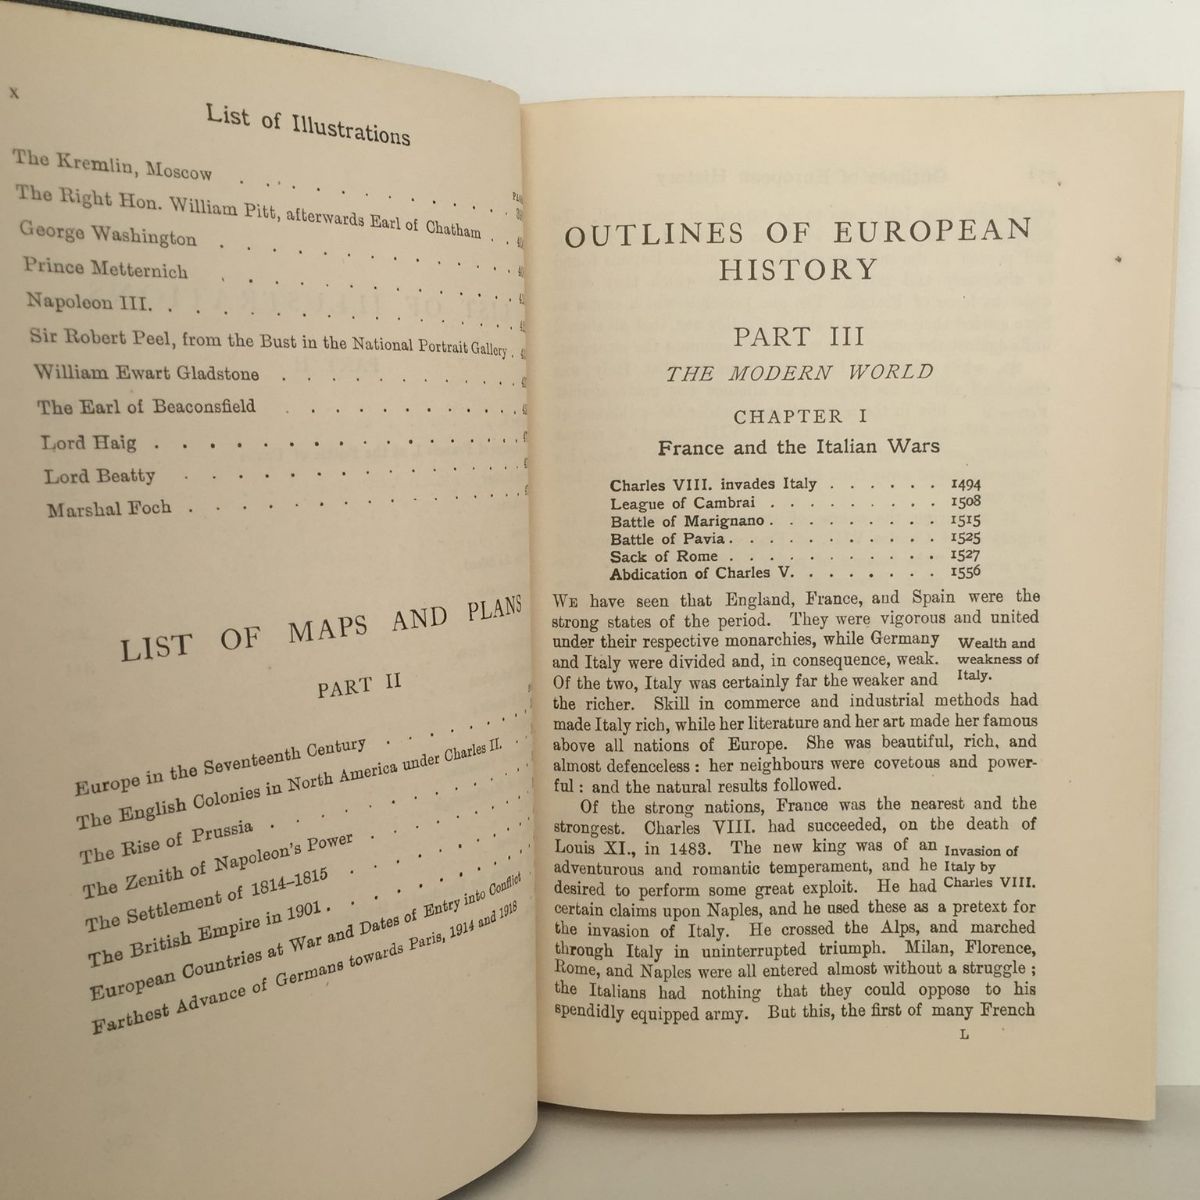 x
List of Illustrations
The Kremlin, Moscow . . . . . . . . .
The Right Hon. William Pitt, afterwards Earl of Chatham . .
George Washington . . . . . . . . .
Prince Metternich . . . . . . . . .
Napoleon III. . . . . . . . . . .
Sir Robert Peel, from the Bust in the National Portrait Gallery .
William Ewart Gladstone . . . . . . . .
The Earl of Beaconsfield . . . . . . . .
Lord Haig . . . . . . . . . . .
Lord Beatty . . . . . . . . . .
Marshal Foch . . . . . . . . . .
LIST OF MAPS AND PLANS
PART II
Europe in the Seventeenth Century . . . . .
The English Colonies in North America under Charles II. .
The Rise of Prussia . . . . . . . .
The Zenith of Napoleon's Power . . . . .
The Settlement of 1814–1815 . . . . . .
The British Empire in 1901 . . . . . .
European Countries at War and Dates of Entry into Conflict
Farthest Advance of Germans towards Paris, 1914 and 1918
OUTLINES OF EUROPEAN
HISTORY
PART III
THE MODERN WORLD
CHAPTER I
France and the Italian Wars
Charles VIII. invades Italy . . . . . . 1494
League of Cambrai . . . . . . . . . 1508
Battle of Marignano . . . . . . . . . 1515
Battle of Pavia . . . . . . . . . . . 1525
Sack of Rome . . . . . . . . . . . 1527
Abdication of Charles V. . . . . . . . 1556
WE have seen that England, France, and Spain were the
strong states of the period. They were vigorous and united
under their respective monarchies, while Germany
and Italy were divided and, in consequence, weak.
Of the two, Italy was certainly far the weaker and
Wealth and
weakness of
Italy.
the richer. Skill in commerce and industrial methods had
made Italy rich, while her literature and her art made her famous
above all nations of Europe. She was beautiful, rich, and
almost defenceless : her neighbours were covetous and power-
ful : and the natural results followed.
Of the strong nations, France was the nearest and the
strongest. Charles VIII. had succeeded, on the death of
Louis XI., in 1483. The new king was of an
adventurous and romantic temperament, and he
desired to perform some great exploit. He had
Invasion of
Italy by
Charles VIII.
certain claims upon Naples, and he used these as a pretext for
the invasion of Italy. He crossed the Alps, and marched
through Italy in uninterrupted triumph. Milan, Florence,
Rome, and Naples were all entered almost without a struggle ;
the Italians had nothing that they could oppose to his
spendidly equipped army. But this, the first of many French
L